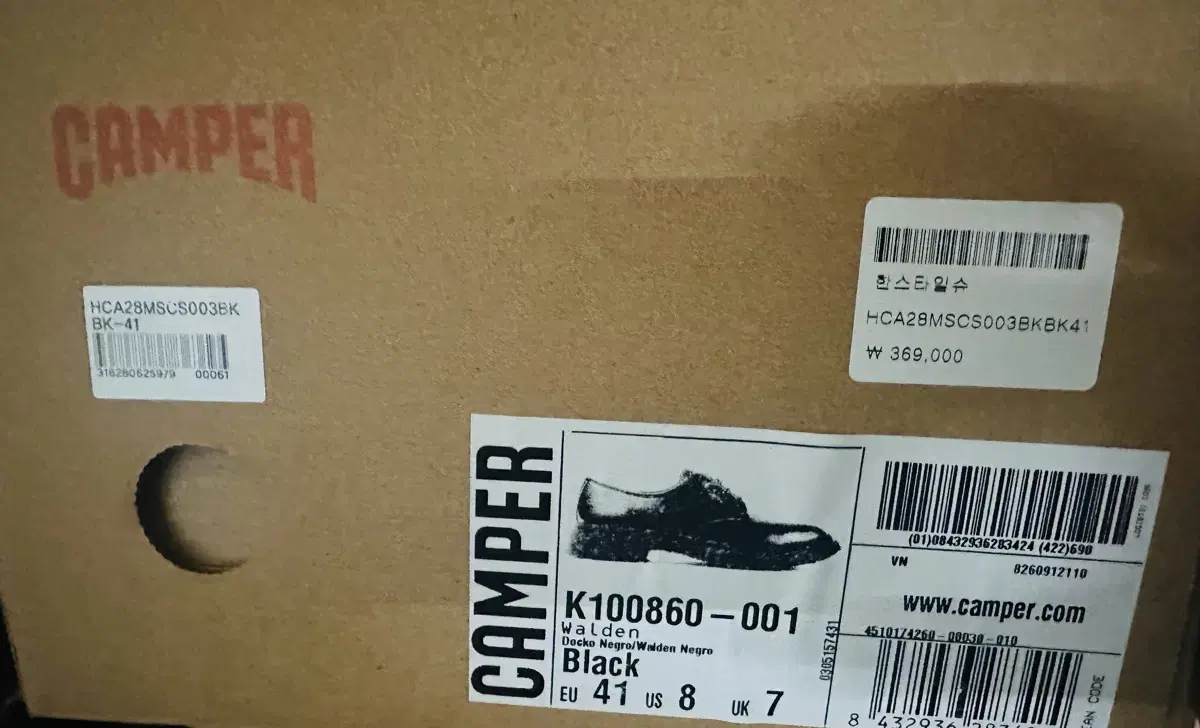 CAMPER
HCA28MSCS003BK
BK-41
316280625979 00061
한스타일슈
HCA28MSCS003BKBK41
₩ 369,000
CAMPER
K100860-001
Walden
Docko Negro/Walden Negro
Black
EU 41 US 8 UK 7
0305157431
(01)08432936283424 (422)690
VN 8260912110
www.camper.com
4510174260-00030-010